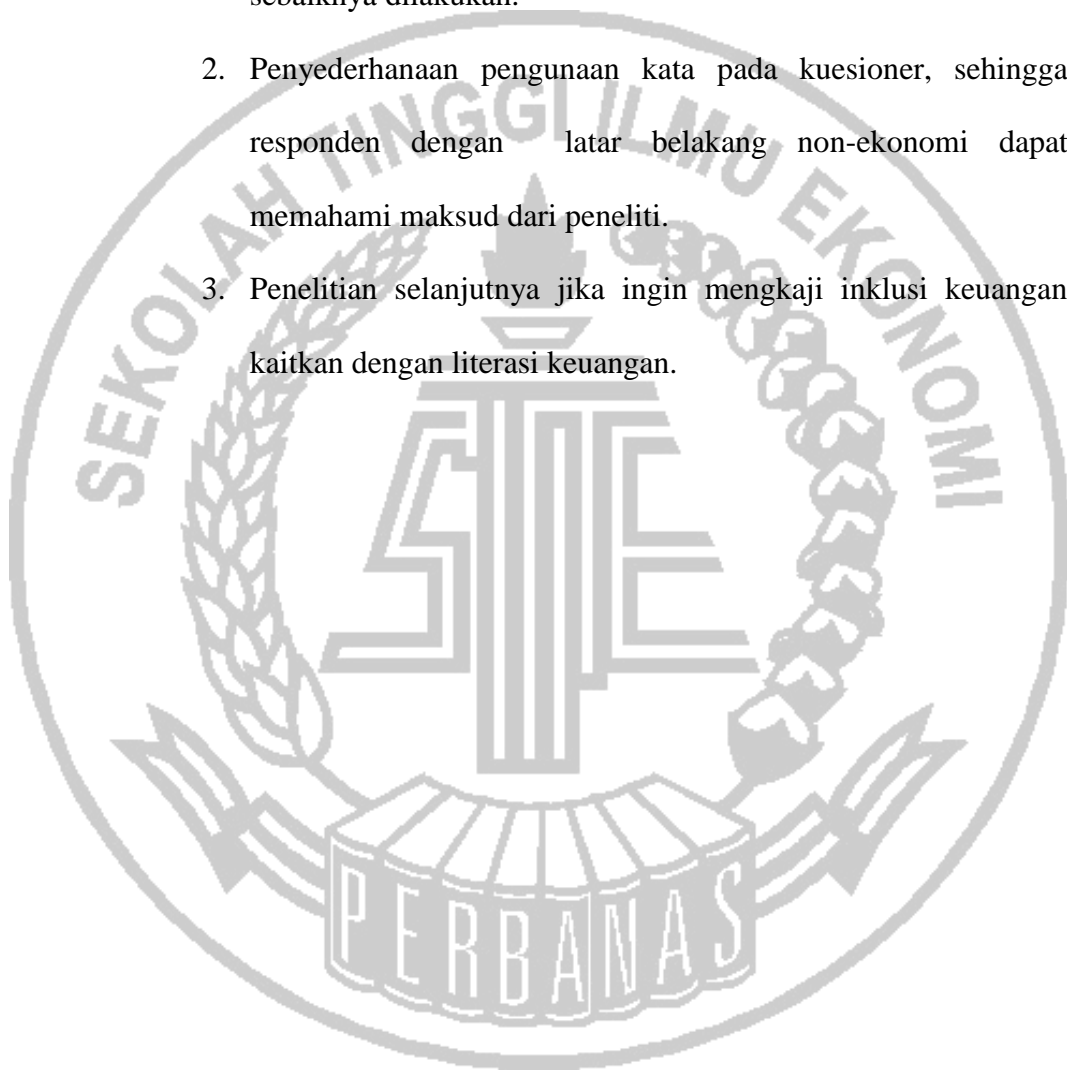 sebaiknya dilakukan.
2. Penyederhanaan pengunaan kata pada kuesioner, sehingga
responden dengan latar belakang non-ekonomi dapat
memahami maksud dari peneliti.
3. Penelitian selanjutnya jika ingin mengkaji inklusi keuangan
kaitkan dengan literasi keuangan.
SEKOLAH TINGGI ILMU EKONOMI
PERBANAS